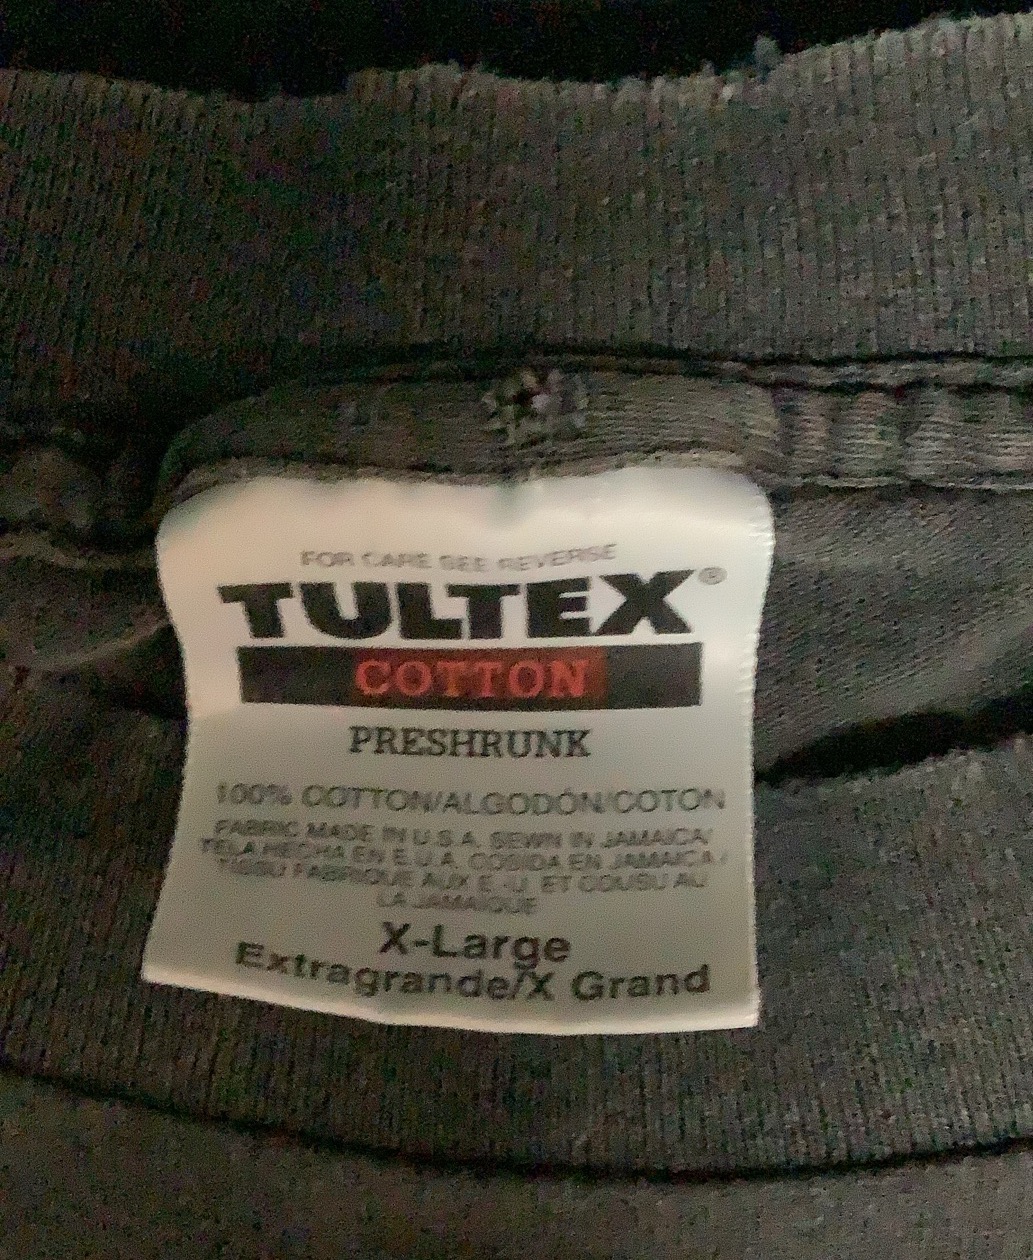 FOR CARE SEE REVERSE
TULTEX®
COTTON
PRESHRUNK
100% COTTON/ALGODÓN/COTON
FABRIC MADE IN U.S.A. SEWN IN JAMAICA/
TELA HECHA EN E.U.A. COSIDA EN JAMAICA/
TISSU FABRIQUE AUX E.-U. ET COUSU AU
LA JAMAIQUE
X-Large
Extragrande/X Grand